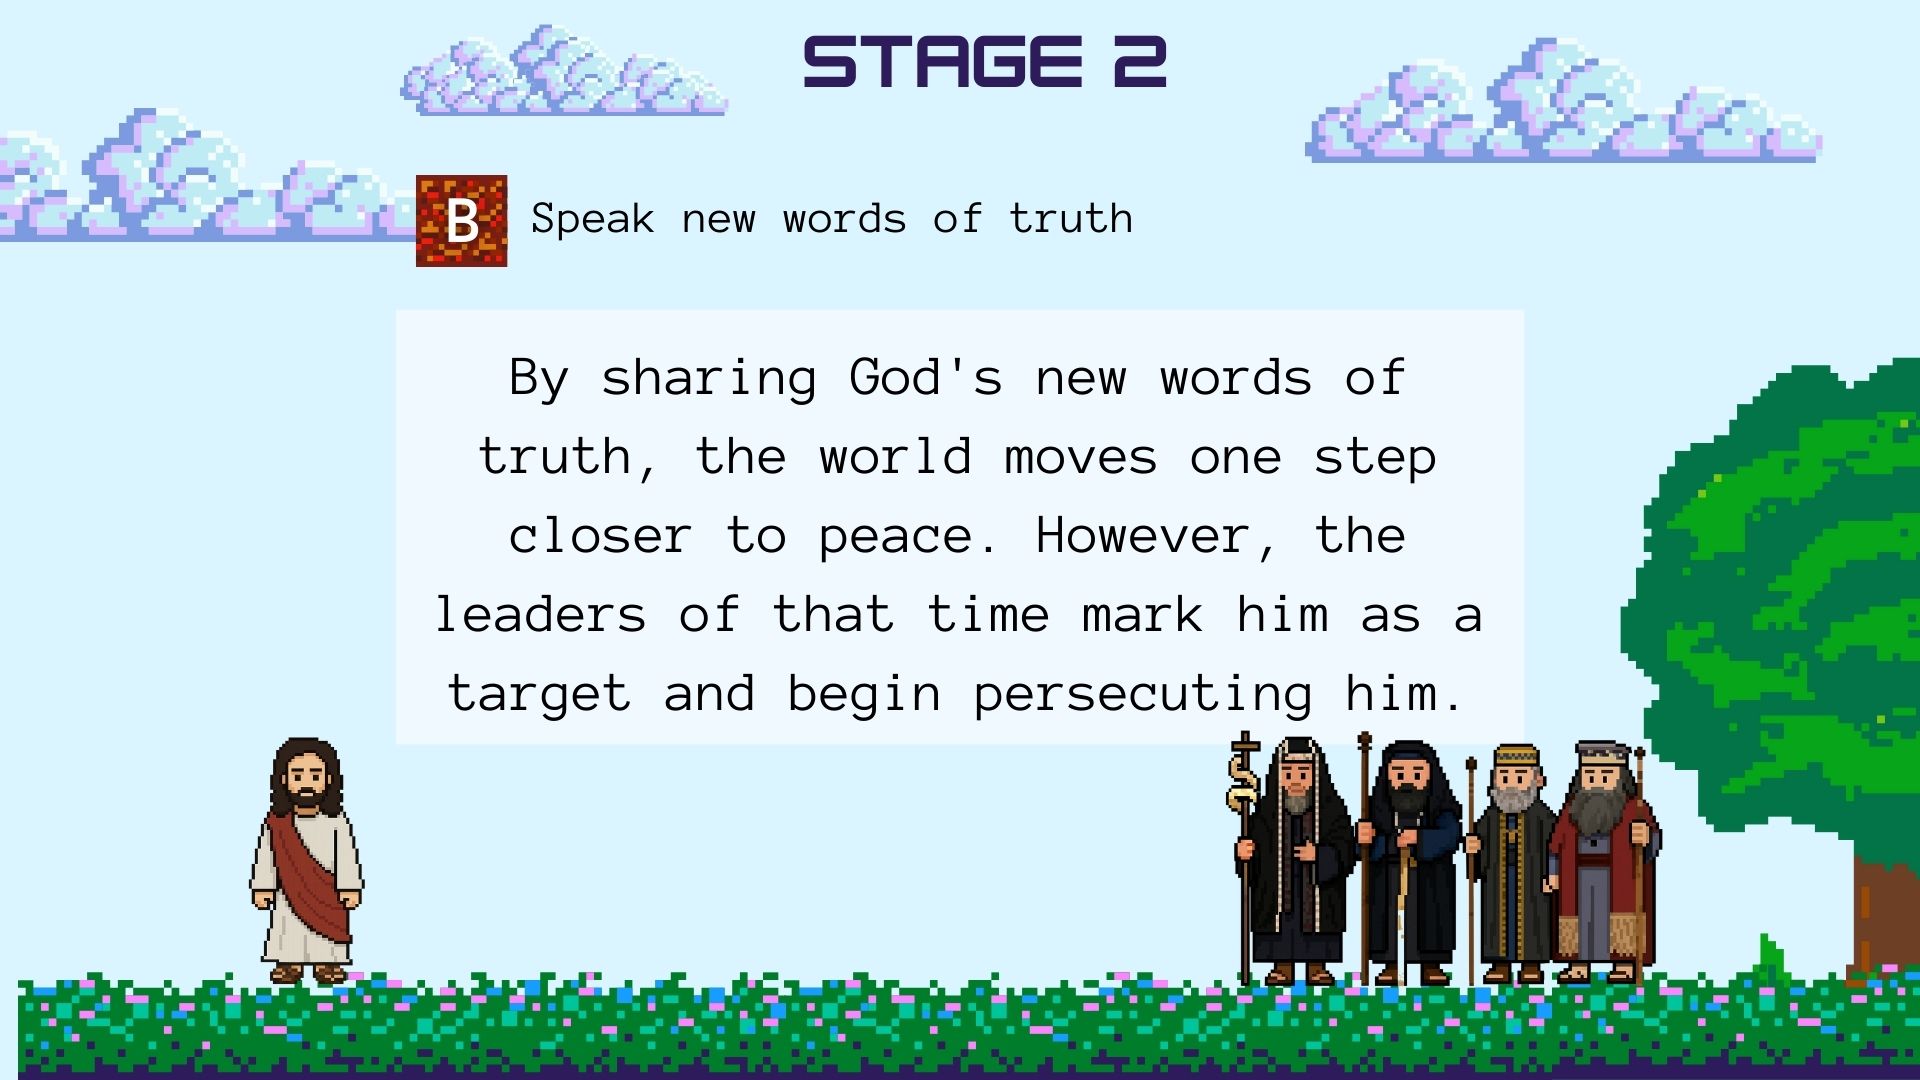 STAGE 2
B Speak new words of truth
By sharing God's new words of
truth, the world moves one step
closer to peace. However, the
leaders of that time mark him as a
target and begin persecuting him.